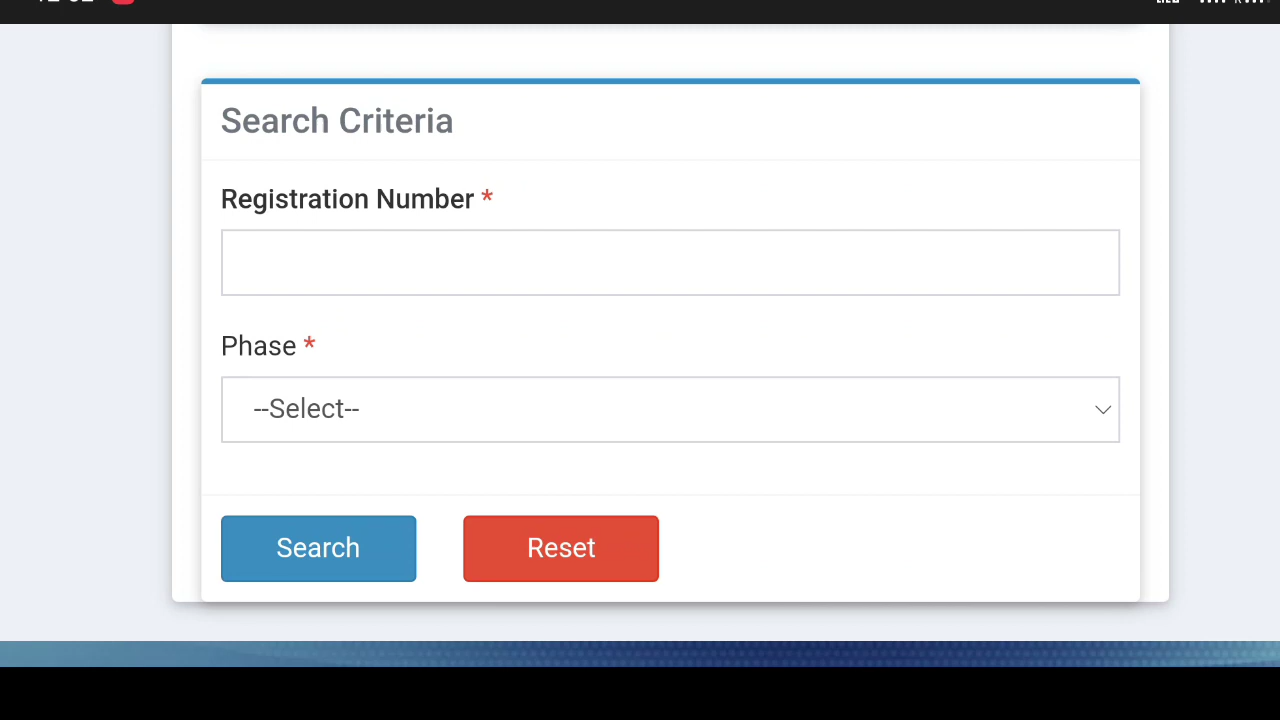 Search Criteria
Registration Number *
Phase *
--Select--
Search
Reset